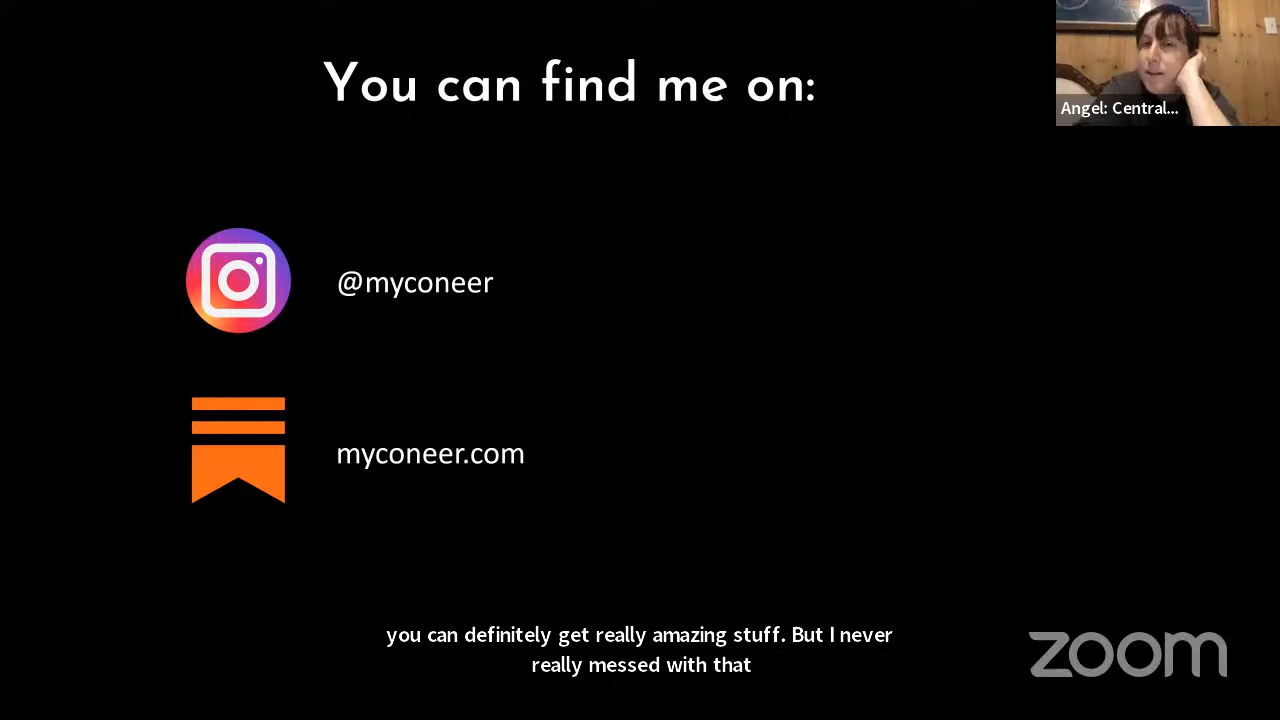 You can find me on:
Angel: Central...
@myconeer
myconeer.com
you can definitely get really amazing stuff. But I never
really messed with that
zoom